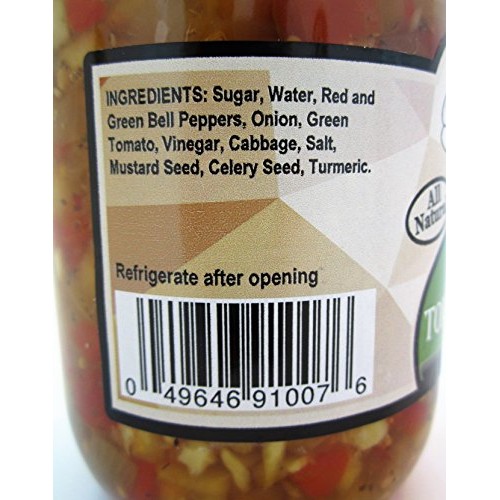 INGREDIENTS: Sugar, Water, Red and
Green Bell Peppers, Onion, Green
Tomato, Vinegar, Cabbage, Salt,
Mustard Seed, Celery Seed, Turmeric.
All
Refrigerate after opening
0 49646 91007 6